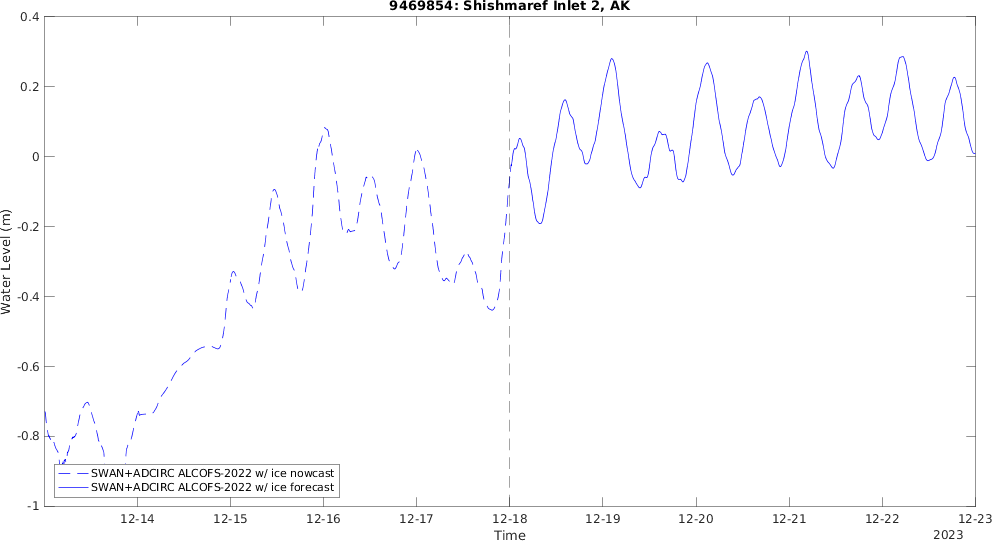 9469854: Shishmaref Inlet 2, AK
0.4
0.2
0
-0.2
-0.4
-0.6
-0.8
-1
Water Level (m)
SWAN+ADCIRC ALCOFS-2022 w/ ice nowcast
SWAN+ADCIRC ALCOFS-2022 w/ ice forecast
12-14 12-15 12-16 12-17 12-18 12-19 12-20 12-21 12-22 12-23
Time
2023